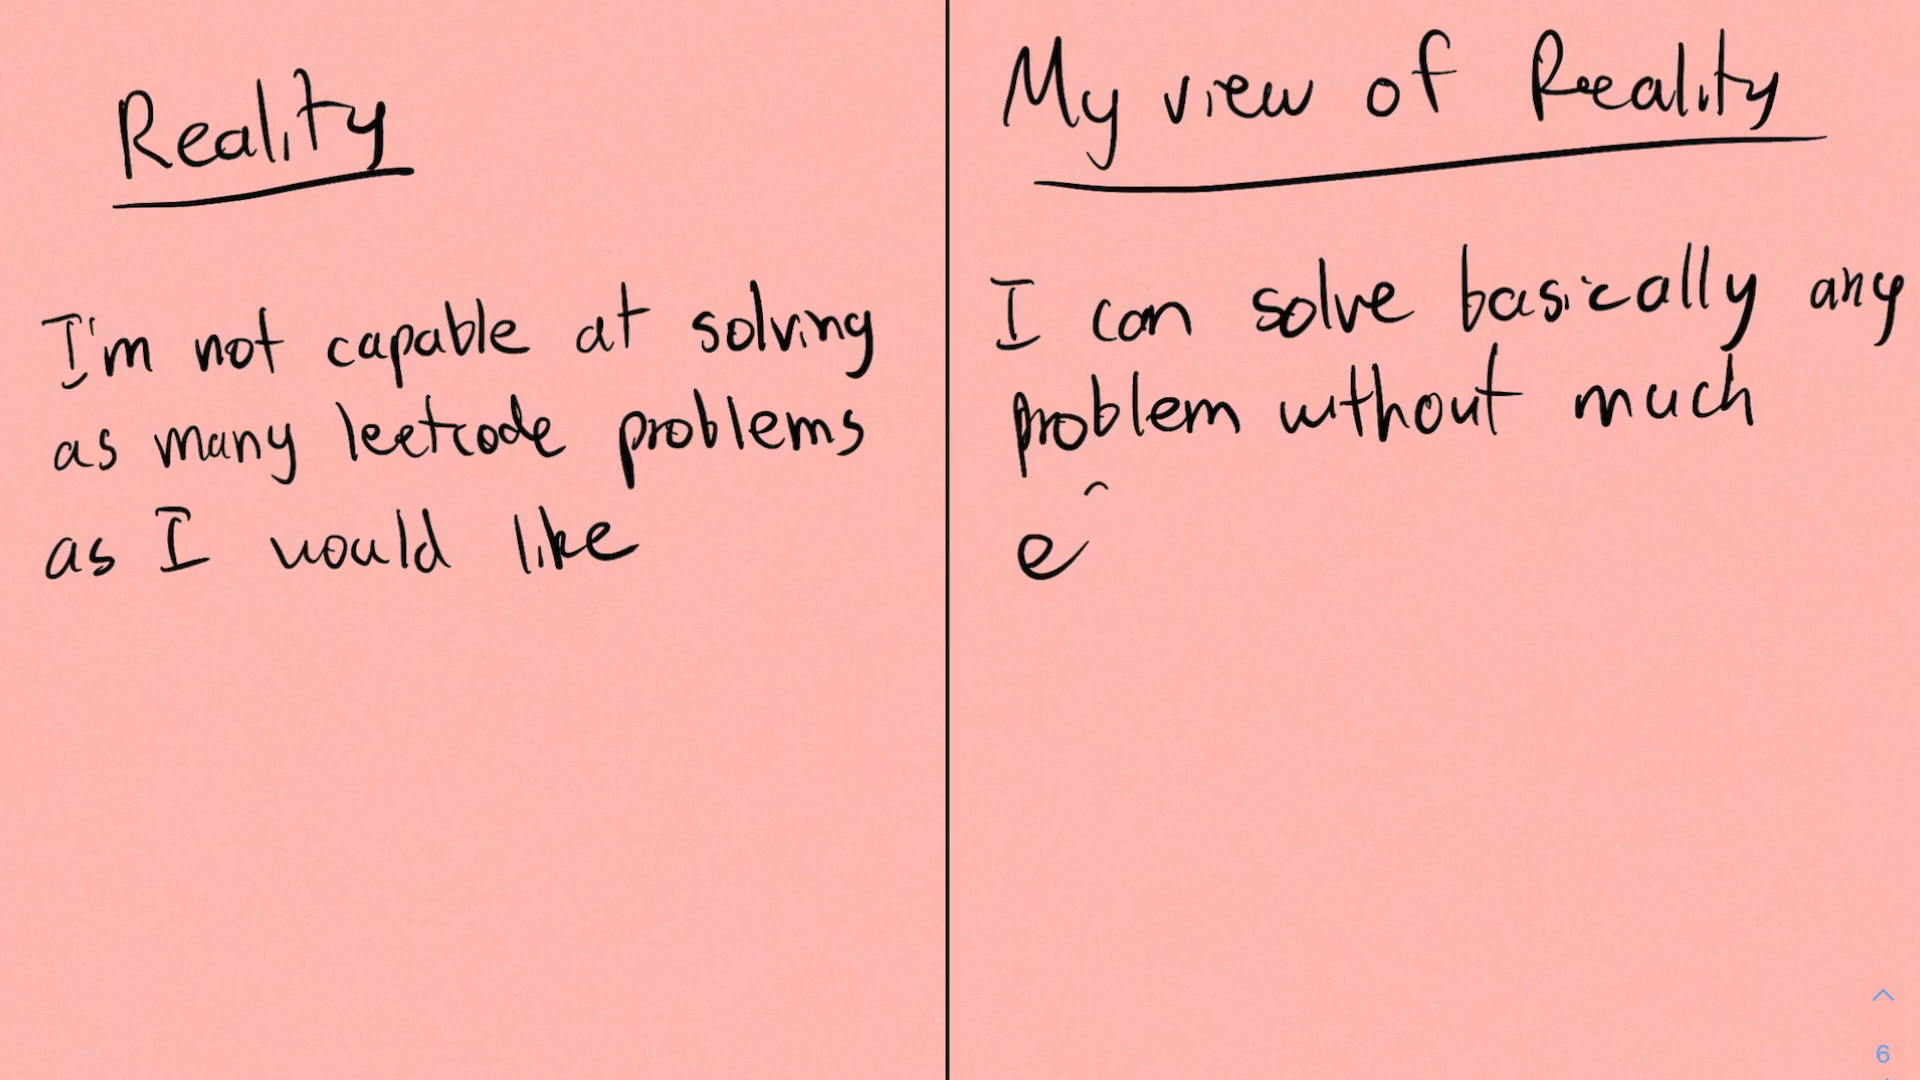 Reality
I'm not capable at solving
as many leetcode problems
as I would like
My view of Reality
I can solve basically any
problem without much
e
6